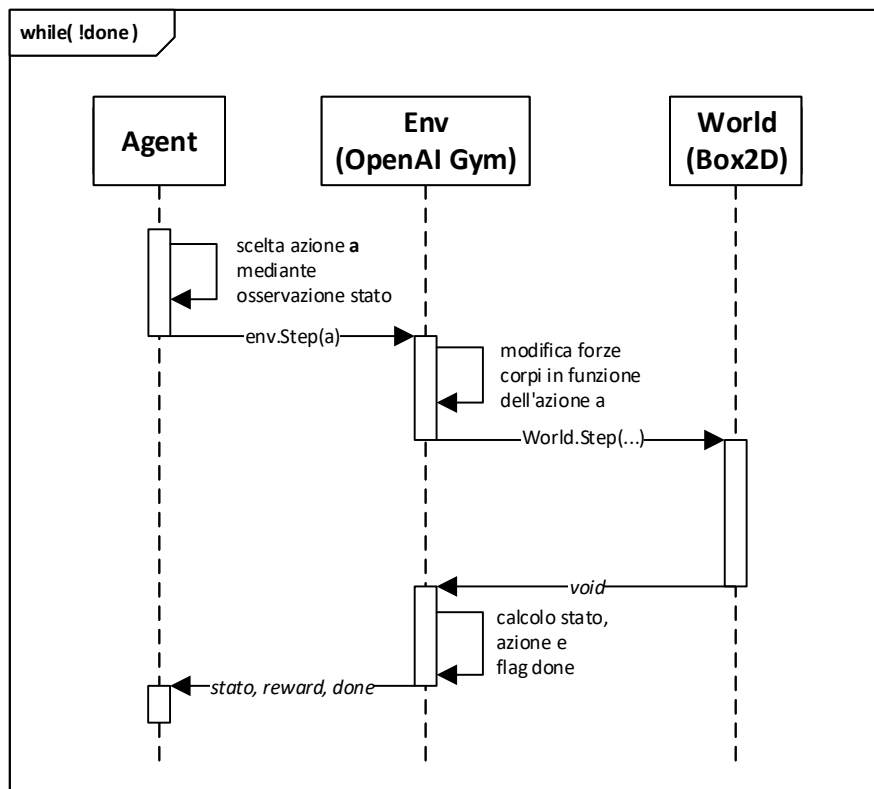 while( !done )
Agent
Env
(OpenAI Gym)
World
(Box2D)
scelta azione a
mediante
osservazione stato
env.Step(a)
modifica forze
corpi in funzione
dell'azione a
World.Step(...)
void
calcolo stato,
azione e
flag done
stato, reward, done